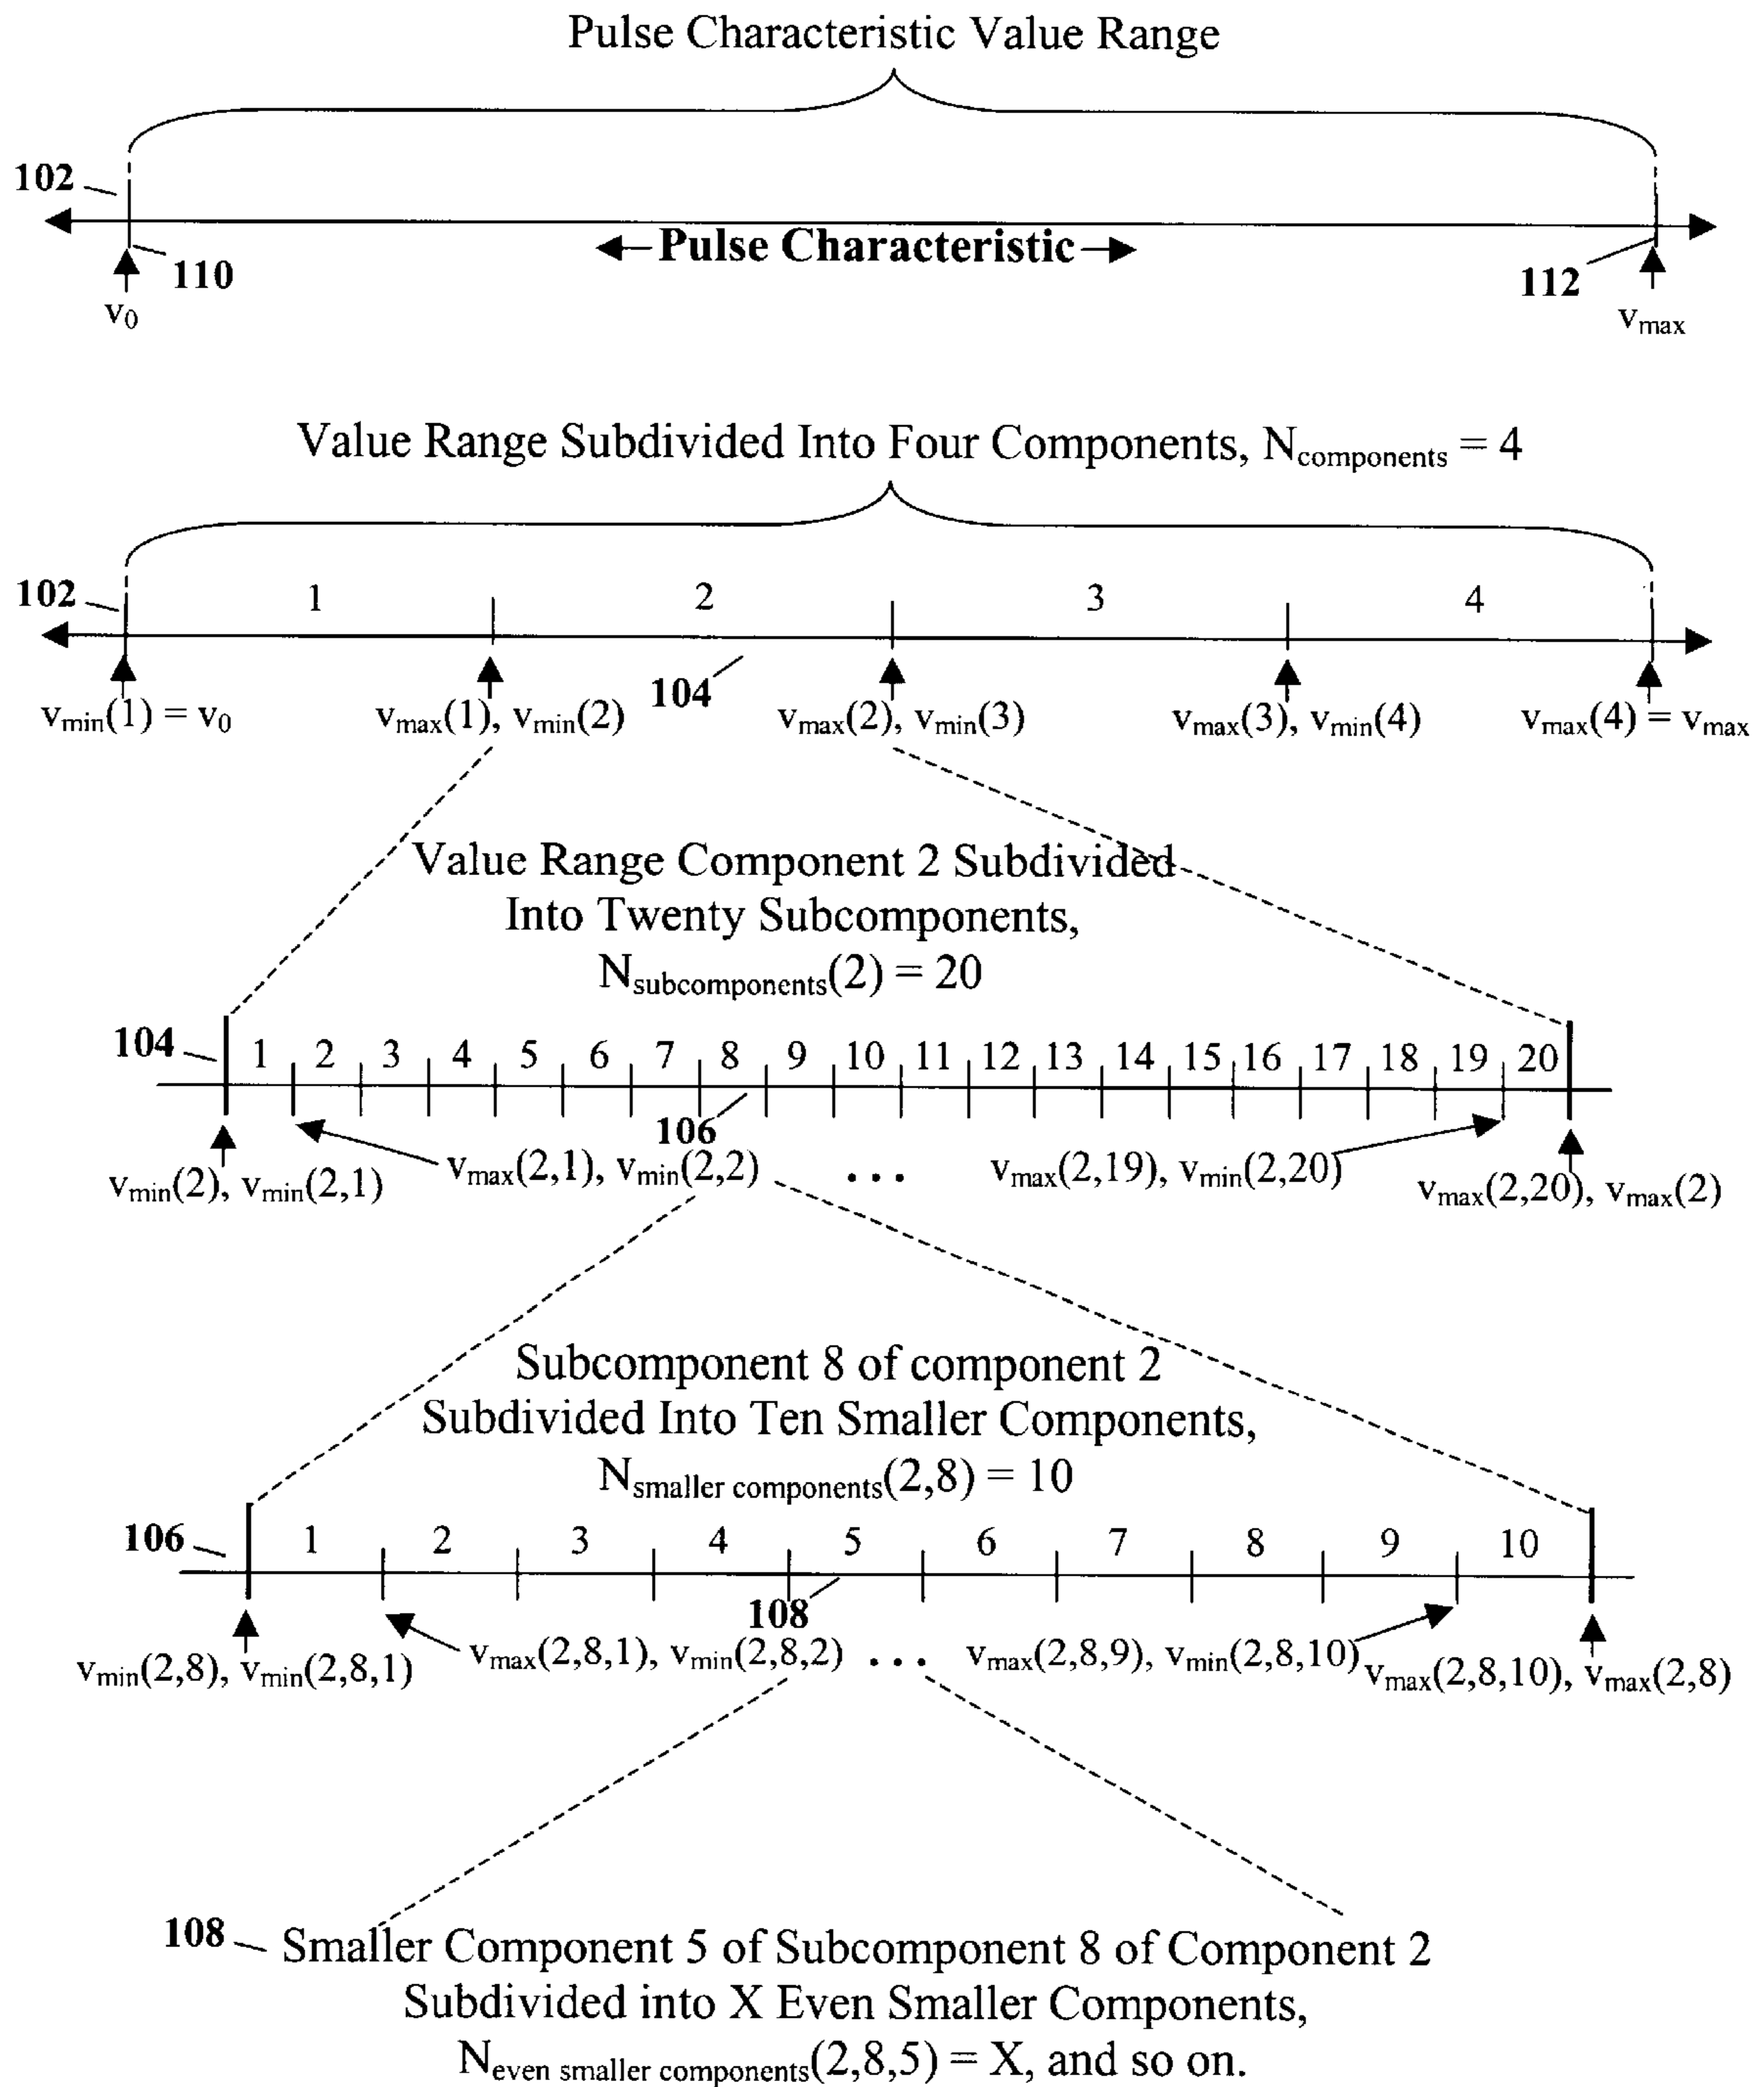 Pulse Characteristic Value Range
102
Pulse Characteristic
110
112
v0
vmax
Value Range Subdivided Into Four Components, Ncomponents = 4
102
1 2 3 4
104
vmin(1) = v0
vmax(1), vmin(2)
vmax(2), vmin(3)
vmax(3), vmin(4)
vmax(4) = vmax
Value Range Component 2 Subdivided
Into Twenty Subcomponents,
Nsubcomponents(2) = 20
104
1 2 3 4 5 6 7 8 9 10 11 12 13 14 15 16 17 18 19 20
106
vmin(2), vmin(2,1)
vmax(2,1), vmin(2,2)
...
vmax(2,19), vmin(2,20)
vmax(2,20), vmax(2)
Subcomponent 8 of component 2
Subdivided Into Ten Smaller Components,
Nsmaller components(2,8) = 10
106
1 2 3 4 5 6 7 8 9 10
108
vmin(2,8), vmin(2,8,1)
vmax(2,8,1), vmin(2,8,2)
...
vmax(2,8,9), vmin(2,8,10)
vmax(2,8,10), vmax(2,8)
108
Smaller Component 5 of Subcomponent 8 of Component 2
Subdivided into X Even Smaller Components,
Neven smaller components(2,8,5) = X, and so on.